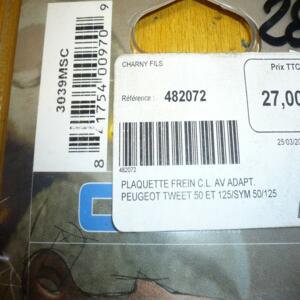 3039MSC
8 41754 00970 9
CHARNY FILS
Prix TTC
Référence : 482072
27,00
25/03/20
482072
PLAQUETTE FREIN C.L. AV ADAPT.
PEUGEOT TWEET 50 ET 125/SYM 50/125